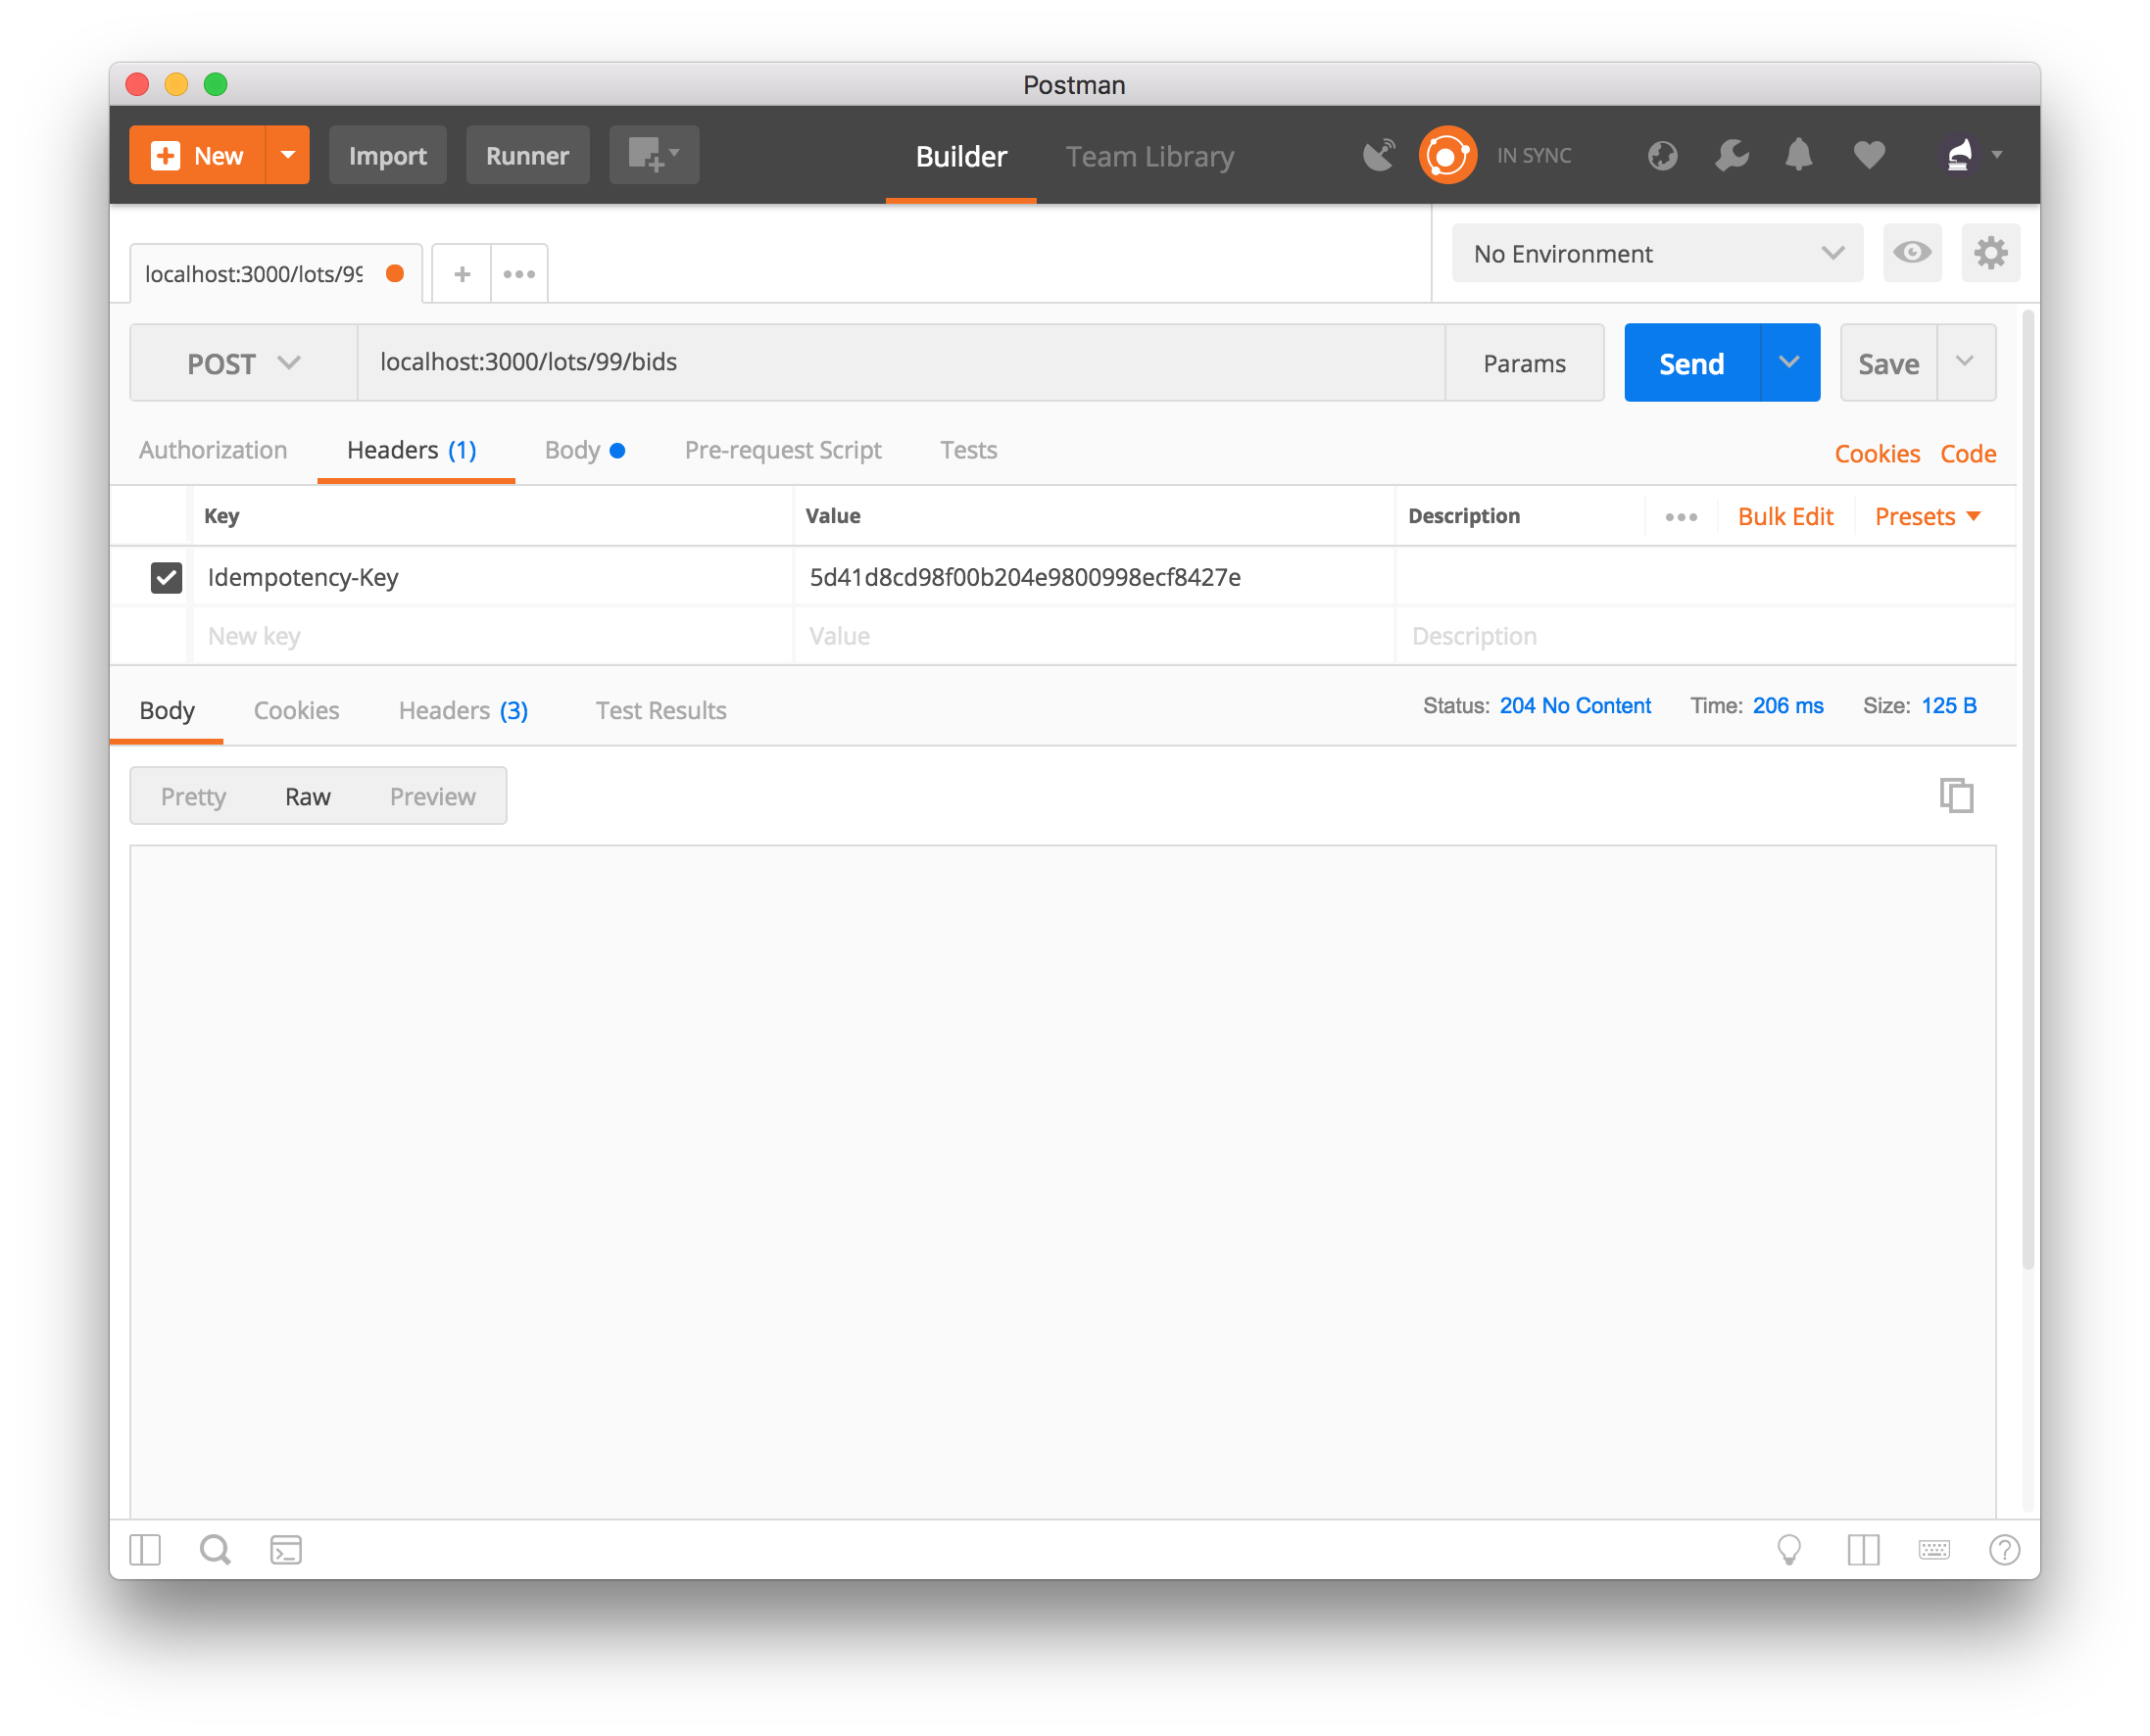 Postman
New Import Runner Builder Team Library IN SYNC
localhost:3000/lots/99 + No Environment
POST localhost:3000/lots/99/bids Params Send Save
Authorization Headers (1) Body Pre-request Script Tests Cookies Code
Key Value Description Bulk Edit Presets
Idempotency-Key 5d41d8cd98f00b204e9800998ecf8427e
New key Value Description
Body Cookies Headers (3) Test Results Status: 204 No Content Time: 206 ms Size: 125 B
Pretty Raw Preview